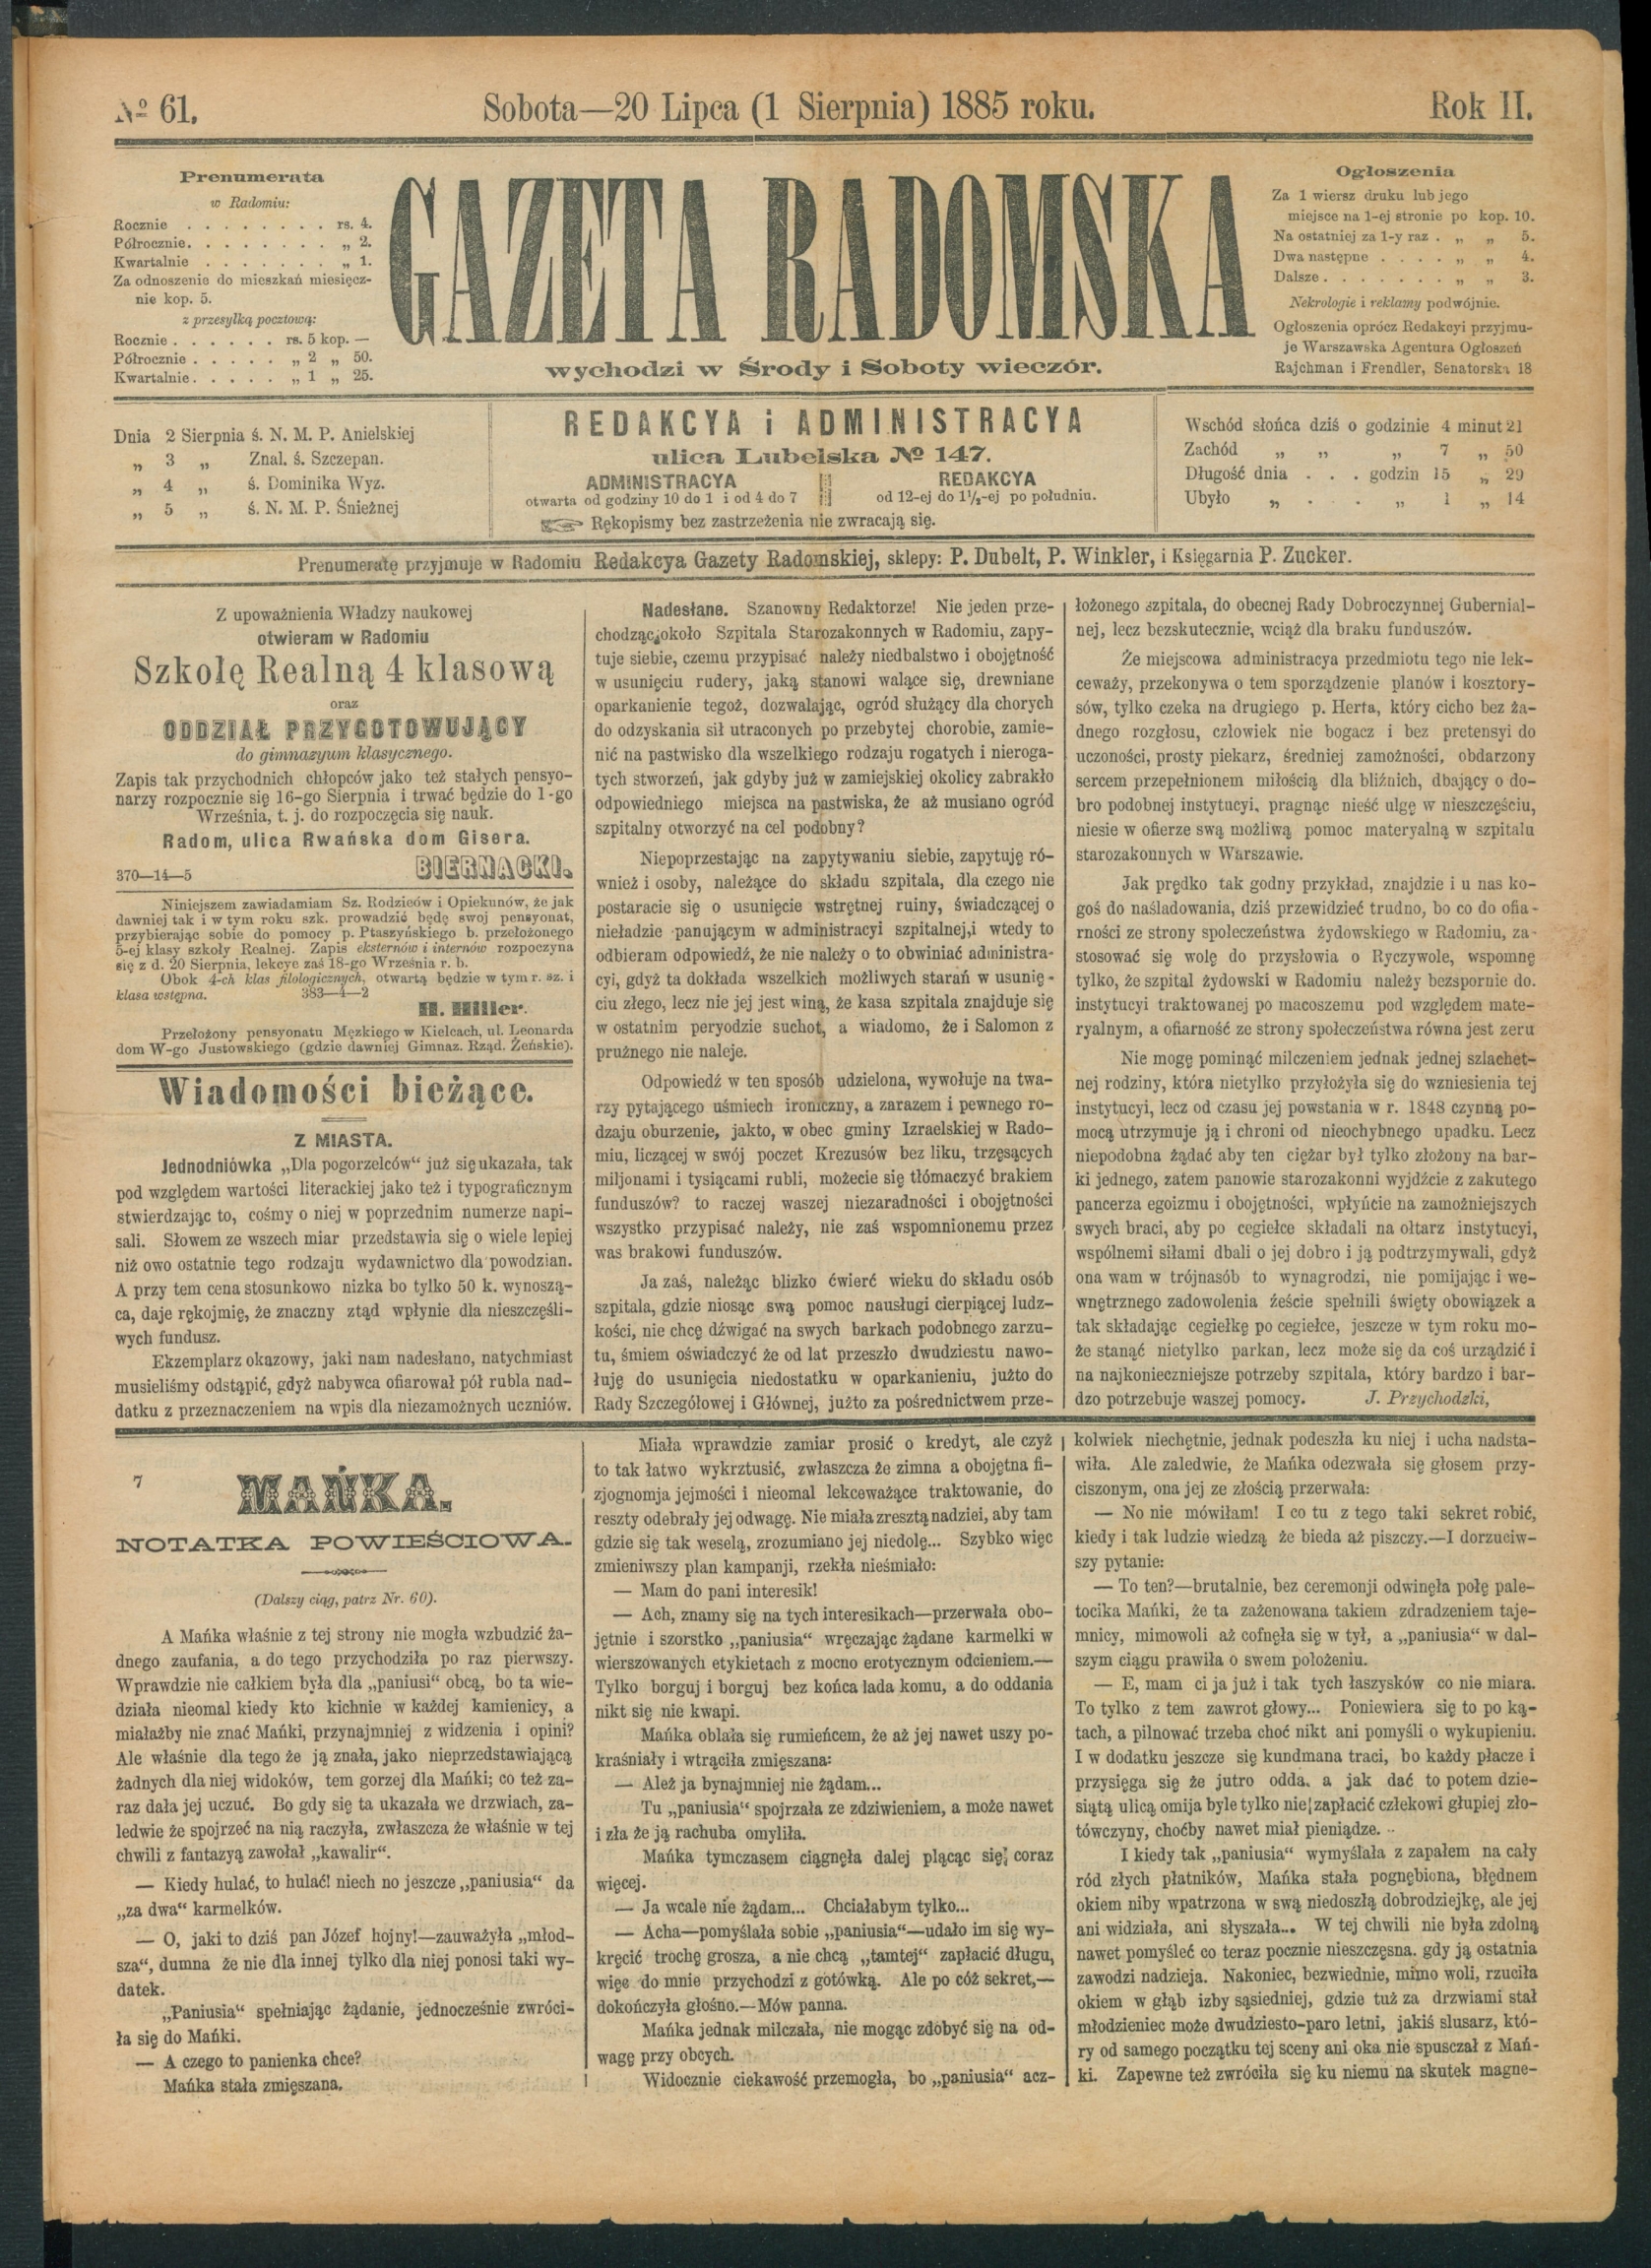 № 61.
Sobota—20 Lipca (1 Sierpnia) 1885 roku.
Rok II.
Prenumerata
w Radomiu:
Rocznie . . . . . . . . rs. 4.
Półrocznie. . . . . . . . „ 2.
Kwartalnie . . . . . . . „ 1.
Za odnoszenie do mieszkań miesięcz-
nie kop. 5.
z przesyłką pocztową:
Rocznie . . . . . . rs. 5 kop. —
Półrocznie . . . . . „ 2 „ 50.
Kwartalnie. . . . . „ 1 „ 25.
GAZETA RADOMSKA
wychodzi w Środy i Soboty wieczór.
Ogłoszenia
Za 1 wiersz druku lub jego
miejsce na 1-ej stronie po kop. 10.
Na ostatniej za 1-y raz . „ „ 5.
Dwa następne . . . . „ „ 4.
Dalsze . . . . . . . „ „ 3.
Nekrologie i reklamy podwójnie.
Ogłoszenia oprócz Redakcyi przyjmu-
je Warszawska Agentura Ogłoszeń
Rajchman i Frendler, Senatorska 18
Dnia 2 Sierpnia ś. N. M. P. Anielskiej
„ 3 „ Znal. ś. Szczepan.
„ 4 „ ś. Dominika Wyz.
„ 5 „ ś. N. M. P. Śnieżnej
REDAKCYA i ADMINISTRACYA
ulica Lubelska № 147.
ADMINISTRACYA
otwarta od godziny 10 do 1 i od 4 do 7
REDAKCYA
od 12-ej do 1½-ej po południu.
Rękopismy bez zastrzeżenia nie zwracają się.
Wschód słońca dziś o godzinie 4 minut 21
Zachód „ „ „ 7 „ 50
Długość dnia . . . godzin 15 „ 29
Ubyło „ . . „ 1 „ 14
Prenumeratę przyjmuje w Radomiu Redakcya Gazety Radomskiej, sklepy: P. Dubelt, P. Winkler, i Księgarnia P. Zucker.
Z upoważnienia Władzy naukowej
otwieram w Radomiu
Szkołę Realną 4 klasową
oraz
ODDZIAŁ PRZYGOTOWUJĄCY
do gimnazyum klasycznego.
Zapis tak przychodnich chłopców jako też stałych pensyo-
narzy rozpocznie się 16-go Sierpnia i trwać będzie do 1-go
Września, t. j. do rozpoczęcia się nauk.
Radom, ulica Rwańska dom Gisera.
370—14—5
BIERNACKI.
Niniejszem zawiadamiam Sz. Rodziców i Opiekunów, że jak
dawniej tak i w tym roku szk. prowadzić będę swoj pensyonat,
przybierając sobie do pomocy p. Ptaszyńskiego b. przełożonego
5-ej klasy szkoły Realnej. Zapis eksternów i internów rozpoczyna
się z d. 20 Sierpnia, lekcye zaś 18-go Września r. b.
Obok 4-ch klas filologicznych, otwartą będzie w tym r. sz. i
klasa wstępna. 383—4—2
H. Hiller.
Przełożony pensyonatu Męzkiego w Kielcach, ul. Leonarda
dom W-go Justowskiego (gdzie dawniej Gimnaz. Rząd. Żeńskie).
Wiadomości bieżące.
Z MIASTA.
Jednodniówka „Dla pogorzelców“ już się ukazała, tak
pod względem wartości literackiej jako też i typograficznym
stwierdzając to, cośmy o niej w poprzednim numerze napi-
sali. Słowem ze wszech miar przedstawia się o wiele lepiej
niż owo ostatnie tego rodzaju wydawnictwo dla powodzian.
A przy tem cena stosunkowo nizka bo tylko 50 k. wynoszą-
ca, daje rękojmię, że znaczny ztąd wpłynie dla nieszczęśli-
wych fundusz.
Ekzemplarz okazowy, jaki nam nadesłano, natychmiast
musieliśmy odstąpić, gdyż nabywca ofiarował pół rubla nad-
datku z przeznaczeniem na wpis dla niezamożnych uczniów.
Nadesłane. Szanowny Redaktorze! Nie jeden prze-
chodząc około Szpitala Starozakonnych w Radomiu, zapy-
tuje siebie, czemu przypisać należy niedbalstwo i obojętność
w usunięciu rudery, jaką stanowi walące się, drewniane
oparkanienie tegoż, dozwalając, ogród służący dla chorych
do odzyskania sił utraconych po przebytej chorobie, zamie-
nić na pastwisko dla wszelkiego rodzaju rogatych i nieroga-
tych stworzeń, jak gdyby już w zamiejskiej okolicy zabrakło
odpowiedniego miejsca na pastwiska, że aż musiano ogród
szpitalny otworzyć na cel podobny?
Niepoprzestając na zapytywaniu siebie, zapytuję ró-
wnież i osoby, należące do składu szpitala, dla czego nie
postaracie się o usunięcie wstrętnej ruiny, świadczącej o
nieładzie panującym w administracyi szpitalnej,i wtedy to
odbieram odpowiedź, że nie należy o to obwiniać administra-
cyi, gdyż ta dokłada wszelkich możliwych starań w usunię-
ciu złego, lecz nie jej jest winą, że kasa szpitala znajduje się
w ostatnim peryodzie suchot, a wiadomo, że i Salomon z
prużnego nie naleje.
Odpowiedź w ten sposób udzielona, wywołuje na twa-
rzy pytającego uśmiech ironiczny, a zarazem i pewnego ro-
dzaju oburzenie, jakto, w obec gminy Izraelskiej w Rado-
miu, liczącej w swój poczet Krezusów bez liku, trzęsących
miljonami i tysiącami rubli, możecie się tłómaczyć brakiem
funduszów? to raczej waszej niezaradności i obojętności
wszystko przypisać należy, nie zaś wspomnionemu przez
was brakowi funduszów.
Ja zaś, należąc blizko ćwierć wieku do składu osób
szpitala, gdzie niosąc swą pomoc nausługi cierpiącej ludz-
kości, nie chcę dźwigać na swych barkach podobnego zarzu-
tu, śmiem oświadczyć że od lat przeszło dwudziestu nawo-
łuję do usunięcia niedostatku w oparkanieniu, jużto do
Rady Szczegółowej i Głównej, jużto za pośrednictwem prze-
łożonego szpitala, do obecnej Rady Dobroczynnej Gubernial-
nej, lecz bezskutecznie, wciąż dla braku funduszów.
Że miejscowa administracya przedmiotu tego nie lek-
ceważy, przekonywa o tem sporządzenie planów i kosztory-
sów, tylko czeka na drugiego p. Herta, który cicho bez ża-
dnego rozgłosu, człowiek nie bogacz i bez pretensyi do
uczoności, prosty piekarz, średniej zamożności, obdarzony
sercem przepełnionem miłością dla bliźnich, dbający o do-
bro podobnej instytucyi, pragnąc nieść ulgę w nieszczęściu,
niesie w ofierze swą możliwą pomoc materyalną w szpitalu
starozakonnych w Warszawie.
Jak prędko tak godny przykład, znajdzie i u nas ko-
goś do naśladowania, dziś przewidzieć trudno, bo co do ofia-
rności ze strony społeczeństwa żydowskiego w Radomiu, za-
stosować się wolę do przysłowia o Ryczywole, wspomnę
tylko, że szpital żydowski w Radomiu należy bezspornie do.
instytucyi traktowanej po macoszemu pod względem mate-
ryalnym, a ofiarność ze strony społeczeństwa równa jest zeru
Nie mogę pominąć milczeniem jednak jednej szlachet-
nej rodziny, która nietylko przyłożyła się do wzniesienia tej
instytucyi, lecz od czasu jej powstania w r. 1848 czynną po-
mocą utrzymuje ją i chroni od nieochybnego upadku. Lecz
niepodobna żądać aby ten ciężar był tylko złożony na bar-
ki jednego, zatem panowie starozakonni wyjdźcie z zakutego
pancerza egoizmu i obojętności, wpłyńcie na zamożniejszych
swych braci, aby po cegiełce składali na ołtarz instytucyi,
wspólnemi siłami dbali o jej dobro i ją podtrzymywali, gdyż
ona wam w trójnasób to wynagrodzi, nie pomijając i we-
wnętrznego zadowolenia źeście spełnili święty obowiązek a
tak składając cegiełkę po cegiełce, jeszcze w tym roku mo-
że stanąć nietylko parkan, lecz może się da coś urządzić i
na najkonieczniejsze potrzeby szpitala, który bardzo i bar-
dzo potrzebuje waszej pomocy. J. Przychodzki,
7
MAŃKA.
NOTATKA POWIEŚCIOWA.
(Dalszy ciąg, patrz Nr. 60).
A Mańka właśnie z tej strony nie mogła wzbudzić ża-
dnego zaufania, a do tego przychodziła po raz pierwszy.
Wprawdzie nie całkiem była dla „paniusi“ obcą, bo ta wie-
działa nieomal kiedy kto kichnie w każdej kamienicy, a
miałażby nie znać Mańki, przynajmniej z widzenia i opini?
Ale właśnie dla tego że ją znała, jako nieprzedstawiającą
żadnych dla niej widoków, tem gorzej dla Mańki; co też za-
raz dała jej uczuć. Bo gdy się ta ukazała we drzwiach, za-
ledwie że spojrzeć na nią raczyła, zwłaszcza że właśnie w tej
chwili z fantazyą zawołał „kawalir“.
— Kiedy hulać, to hulać! niech no jeszcze „paniusia“ da
„za dwa“ karmelków.
— O, jaki to dziś pan Józef hojny!—zauważyła „młod-
sza“, dumna że nie dla innej tylko dla niej ponosi taki wy-
datek.
„Paniusia“ spełniając żądanie, jednocześnie zwróci-
ła się do Mańki.
— A czego to panienka chce?
Mańka stała zmięszana.
Miała wprawdzie zamiar prosić o kredyt, ale czyż
to tak łatwo wykrztusić, zwłaszcza że zimna a obojętna fi-
zjognomja jejmości i nieomal lekceważące traktowanie, do
reszty odebrały jej odwagę. Nie miała zresztą nadziei, aby tam
gdzie się tak weselą, zrozumiano jej niedolę... Szybko więc
zmieniwszy plan kampanji, rzekła nieśmiało:
— Mam do pani interesik!
— Ach, znamy się na tych interesikach—przerwała obo-
jętnie i szorstko „paniusia“ wręczając żądane karmelki w
wierszowanych etykietach z mocno erotycznym odcieniem.—
Tylko borguj i borguj bez końca lada komu, a do oddania
nikt się nie kwapi.
Mańka oblała się rumieńcem, że aż jej nawet uszy po-
kraśniały i wtrąciła zmięszana:
— Ależ ja bynajmniej nie żądam...
Tu „paniusia“ spojrzała ze zdziwieniem, a może nawet
i zła że ją rachuba omyliła.
Mańka tymczasem ciągnęła dalej plącąc się, coraz
więcej.
— Ja wcale nie żądam... Chciałabym tylko...
— Acha—pomyślała sobie „paniusia“—udało im się wy-
kręcić trochę grosza, a nie chcą „tamtej“ zapłacić długu,
więc do mnie przychodzi z gotówką. Ale po cóż sekret,—
dokończyła głośno.—Mów panna.
Mańka jednak milczała, nie mogąc zdobyć się na od-
wagę przy obcych.
Widocznie ciekawość przemogła, bo „paniusia“ acz-
kolwiek niechętnie, jednak podeszła ku niej i ucha nadsta-
wiła. Ale zaledwie, że Mańka odezwała się głosem przy-
ciszonym, ona jej ze złością przerwała:
— No nie mówiłam! I co tu z tego taki sekret robić,
kiedy i tak ludzie wiedzą że bieda aż piszczy.—I dorzuciw-
szy pytanie:
— To ten?—brutalnie, bez ceremonji odwinęła połę pale-
tocika Mańki, że ta zażenowana takiem zdradzeniem taje-
mnicy, mimowoli aż cofnęła się w tył, a „paniusia“ w dal-
szym ciągu prawiła o swem położeniu.
— E, mam ci ja już i tak tych łaszysków co nie miara.
To tylko z tem zawrot głowy... Poniewiera się to po ką-
tach, a pilnować trzeba choć nikt ani pomyśli o wykupieniu.
I w dodatku jeszcze się kundmana traci, bo każdy płacze i
przysięga się że jutro odda. a jak dać to potem dzie-
siątą ulicą omija byle tylko nie zapłacić człekowi głupiej zło-
tówczyny, choćby nawet miał pieniądze. ..
I kiedy tak „paniusia“ wymyślała z zapałem na cały
ród złych płatników, Mańka stała pognębiona, błędnem
okiem niby wpatrzona w swą niedoszłą dobrodziejkę, ale jej
ani widziała, ani słyszała... W tej chwili nie była zdolną
nawet pomyśleć co teraz pocznie nieszczęsna. gdy ją ostatnia
zawodzi nadzieja. Nakoniec, bezwiednie, mimo woli, rzuciła
okiem w głąb izby sąsiedniej, gdzie tuż za drzwiami stał
młodzieniec może dwudziesto-paro letni, jakiś slusarz, któ-
ry od samego początku tej sceny ani oka nie spuszczał z Mań-
ki. Zapewne też zwróciła się ku niemu na skutek magne-